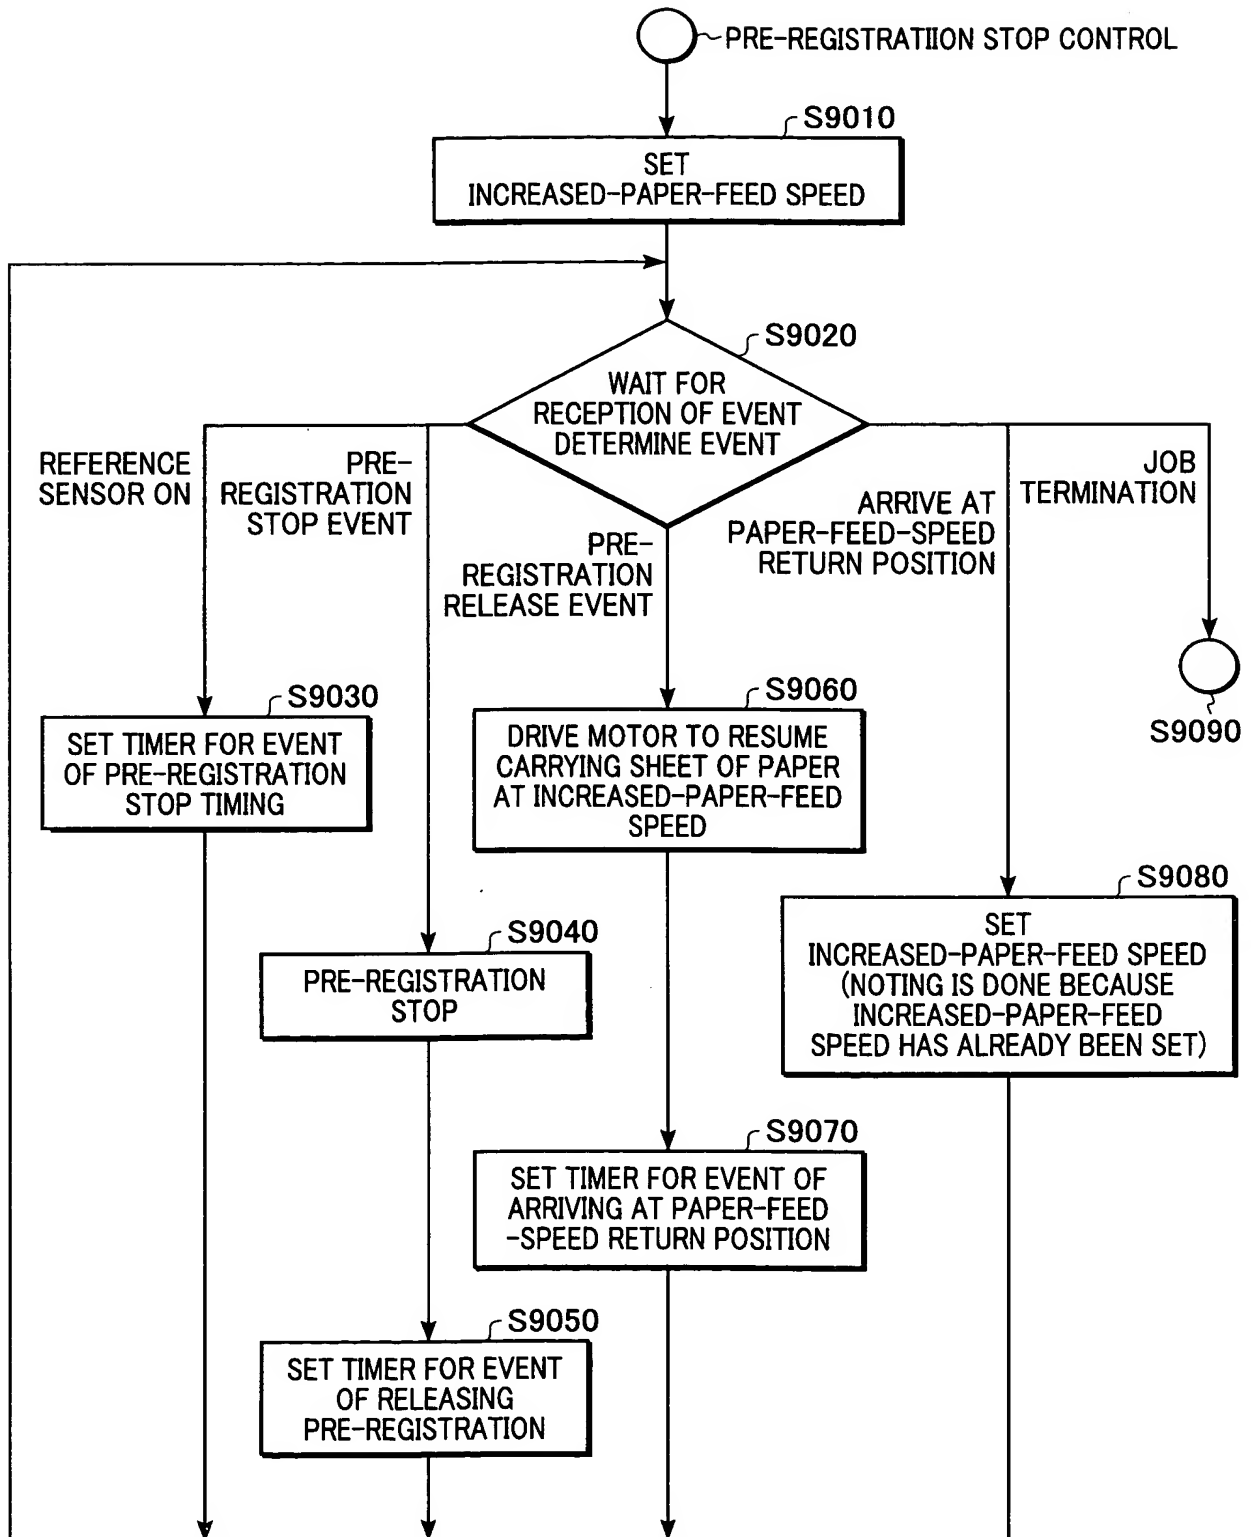 PRE-REGISTRATIION STOP CONTROL
S9010
SET
INCREASED-PAPER-FEED SPEED
S9020
WAIT FOR
RECEPTION OF EVENT
DETERMINE EVENT
REFERENCE
SENSOR ON
PRE-
REGISTRATION
STOP EVENT
PRE-
REGISTRATION
RELEASE EVENT
ARRIVE AT
PAPER-FEED-SPEED
RETURN POSITION
JOB
TERMINATION
S9090
S9030
SET TIMER FOR EVENT
OF PRE-REGISTRATION
STOP TIMING
S9060
DRIVE MOTOR TO RESUME
CARRYING SHEET OF PAPER
AT INCREASED-PAPER-FEED
SPEED
S9080
SET
INCREASED-PAPER-FEED SPEED
(NOTING IS DONE BECAUSE
INCREASED-PAPER-FEED
SPEED HAS ALREADY BEEN SET)
S9040
PRE-REGISTRATION
STOP
S9070
SET TIMER FOR EVENT OF
ARRIVING AT PAPER-FEED
-SPEED RETURN POSITION
S9050
SET TIMER FOR EVENT
OF RELEASING
PRE-REGISTRATION